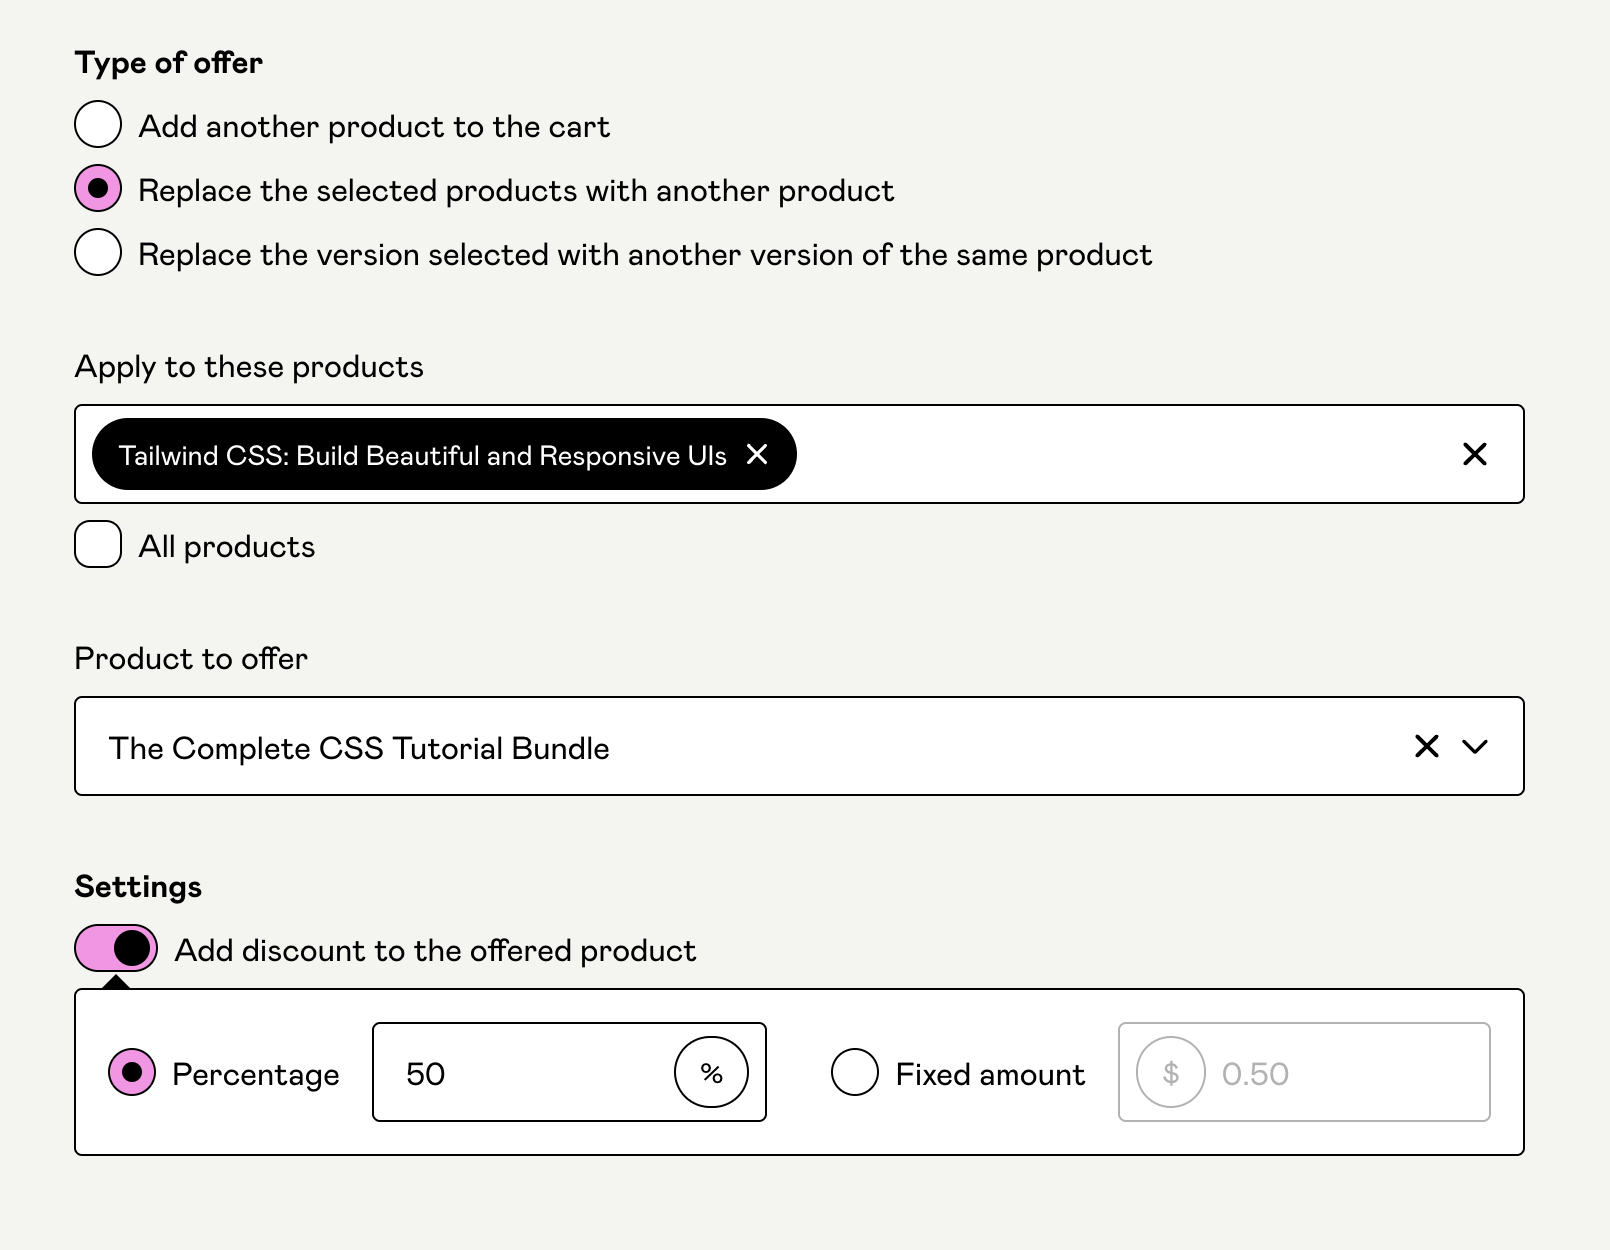 Type of offer
Add another product to the cart
Replace the selected products with another product
Replace the version selected with another version of the same product
Apply to these products
Tailwind CSS: Build Beautiful and Responsive UIs
All products
Product to offer
The Complete CSS Tutorial Bundle
Settings
Add discount to the offered product
Percentage 50 % Fixed amount $ 0.50